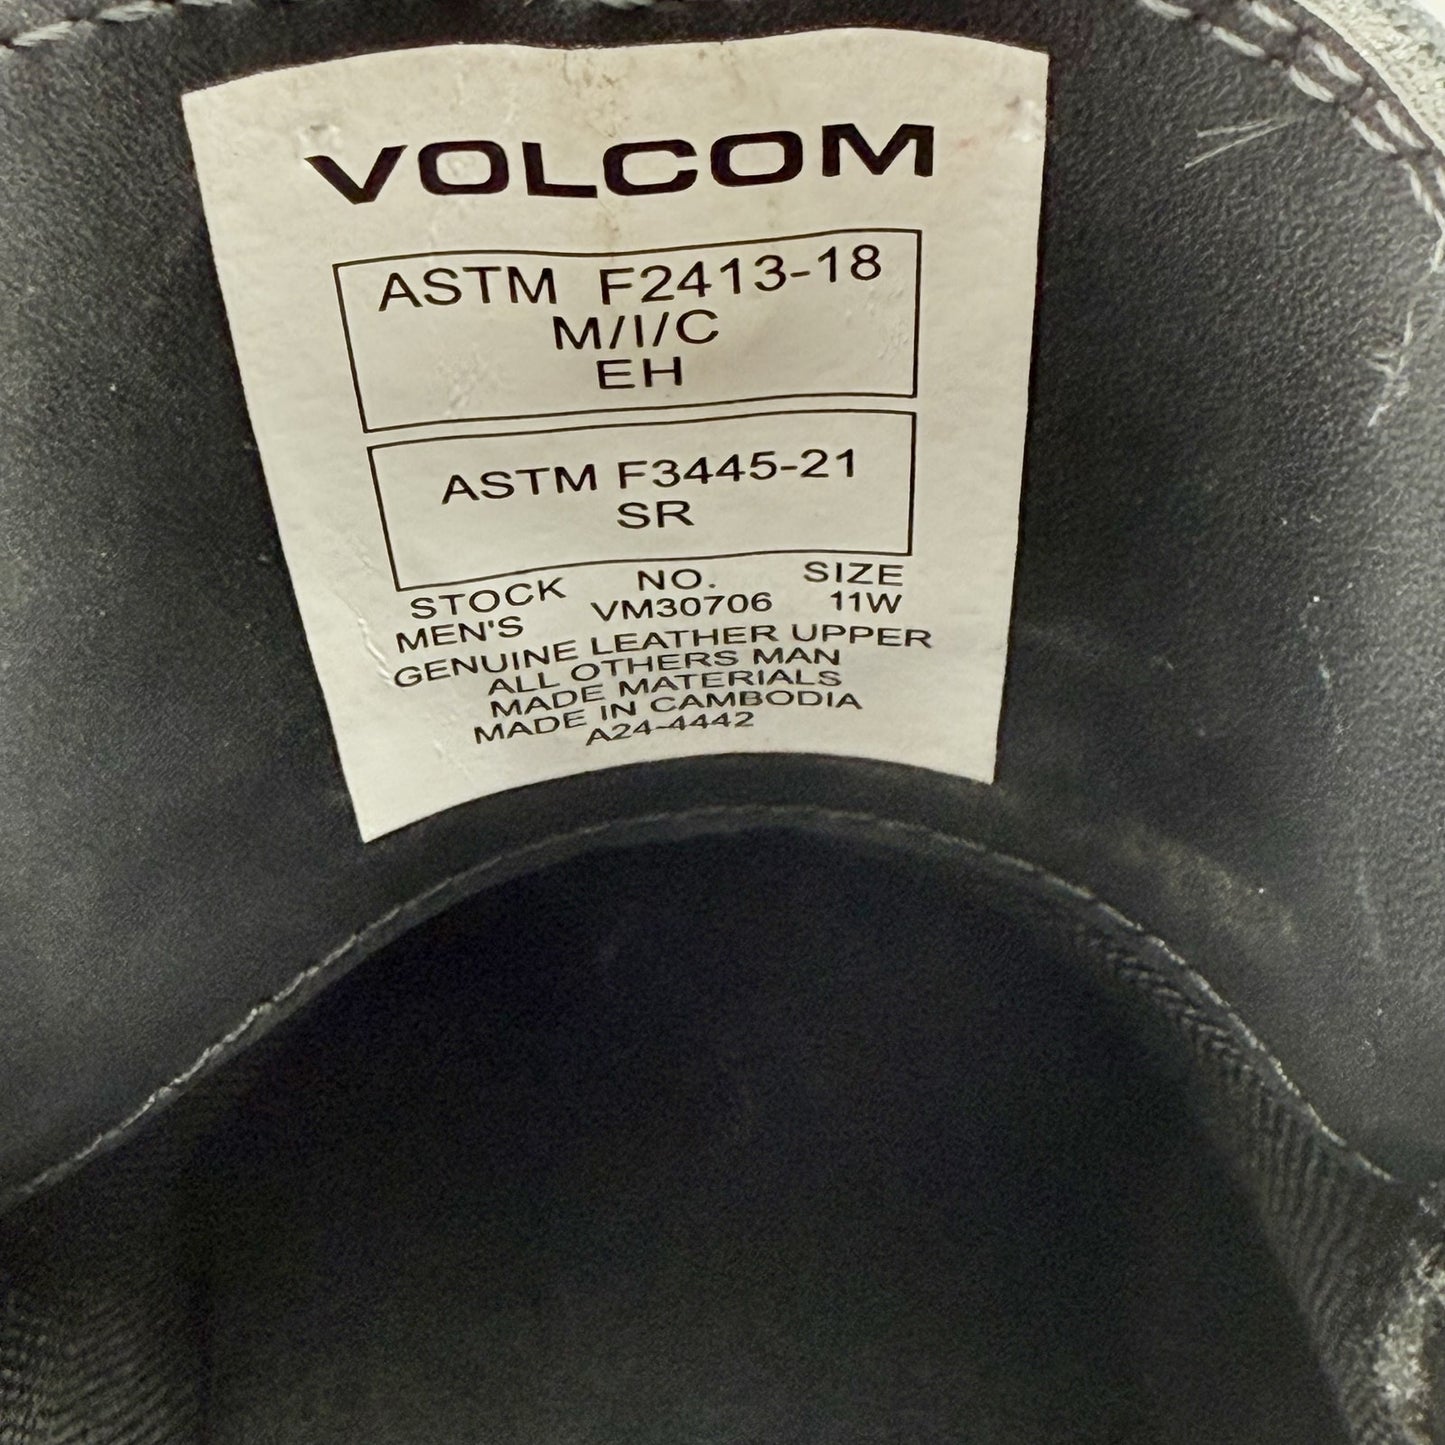 VOLCOM
ASTM F2413-18
M/I/C
EH
ASTM F3445-21
SR
STOCK NO. SIZE
MEN'S VM30706 11W
GENUINE LEATHER UPPER
ALL OTHERS MAN
MADE MATERIALS
MADE IN CAMBODIA
A24-4442